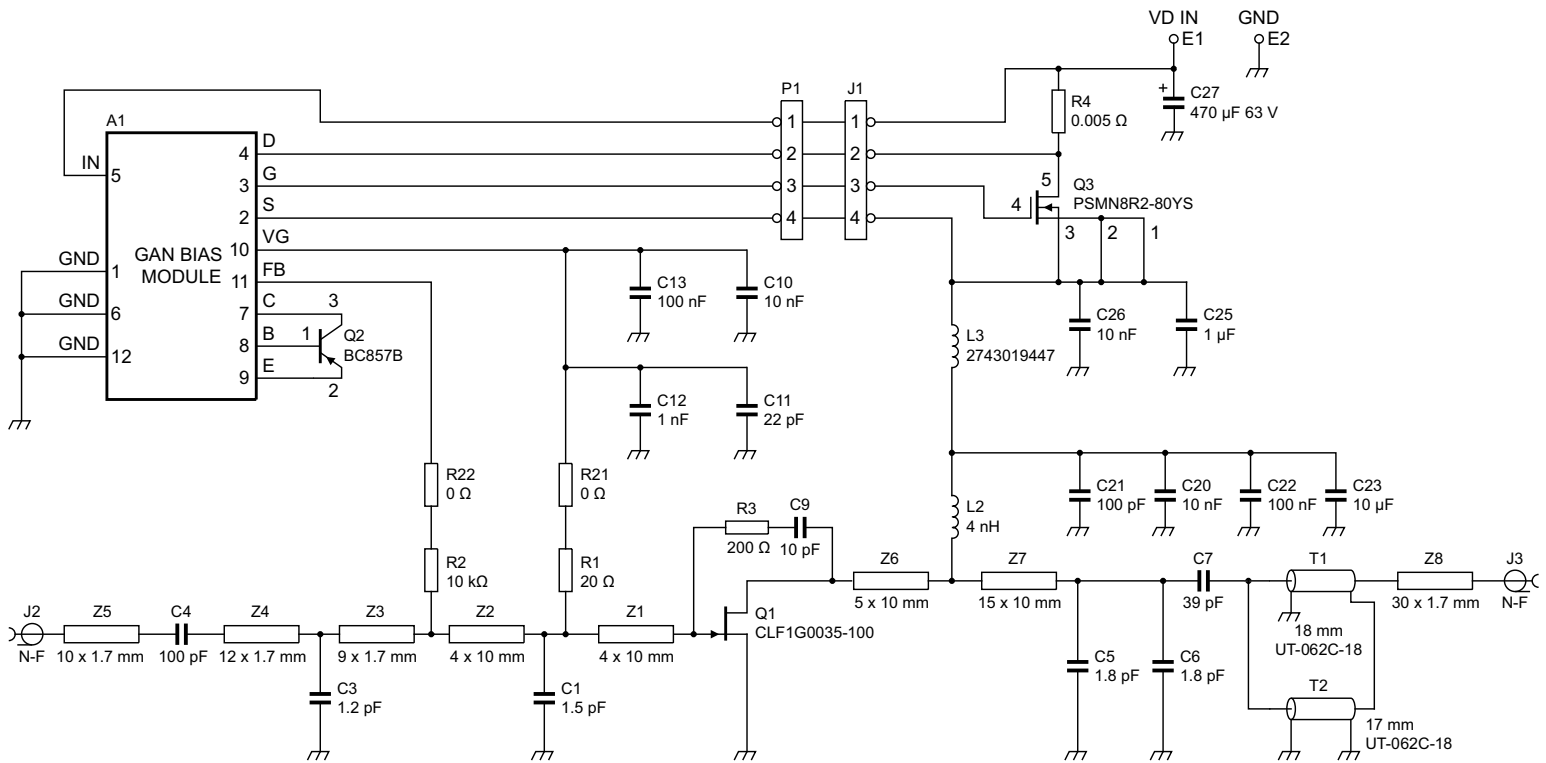 VD IN
GND
E1
E2
P1
J1
C27
470 µF 63 V
+
R4
0.005 Ω
A1
1
1
D
4
2
2
IN
5
G
3
3
3
S
2
4
4
5
Q3
PSMN8R2-80YS
4
3
2
1
VG
10
GAN BIAS
MODULE
GND
1
FB
11
C13
100 nF
C10
10 nF
GND
6
C
7
3
B
8
1
Q2
BC857B
GND
12
E
9
2
C26
10 nF
C25
1 µF
L3
2743019447
C12
1 nF
C11
22 pF
R22
0 Ω
R21
0 Ω
C21
100 pF
C20
10 nF
C22
100 nF
C23
10 µF
R3
200 Ω
C9
10 pF
L2
4 nH
R2
10 kΩ
R1
20 Ω
Z6
5 x 10 mm
Z7
15 x 10 mm
C7
39 pF
T1
18 mm
UT-062C-18
Z8
30 x 1.7 mm
J3
N-F
J2
N-F
Z5
10 x 1.7 mm
C4
100 pF
Z4
12 x 1.7 mm
Z3
9 x 1.7 mm
Z2
4 x 10 mm
Z1
4 x 10 mm
Q1
CLF1G0035-100
C3
1.2 pF
C1
1.5 pF
C5
1.8 pF
C6
1.8 pF
T2
17 mm
UT-062C-18